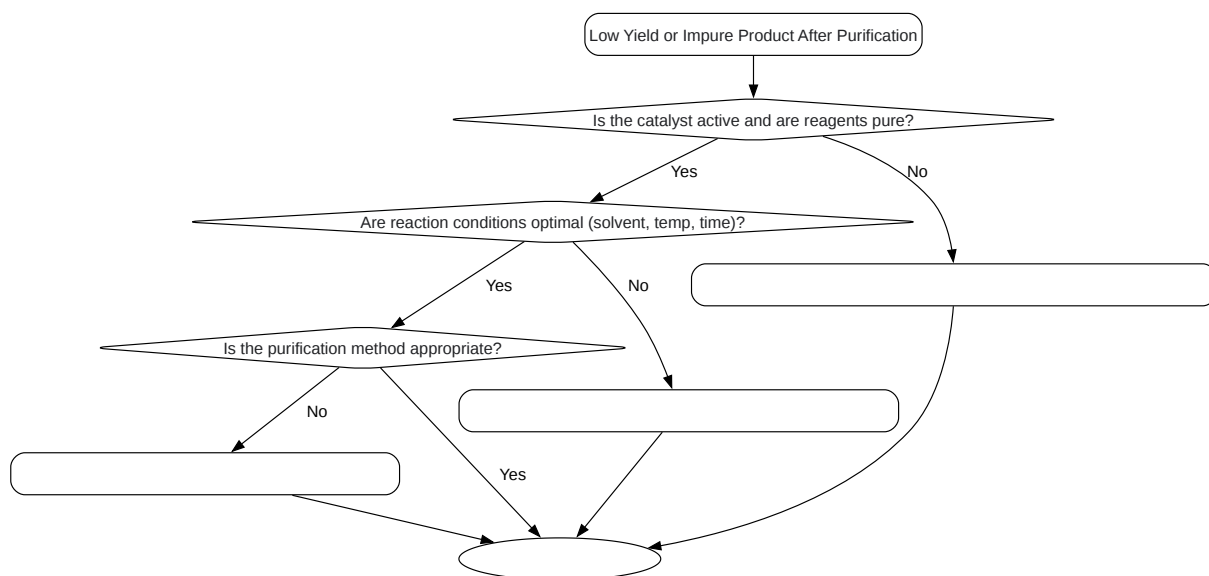 Low Yield or Impure Product After Purification
Is the catalyst active and are reagents pure?
Yes
No
Are reaction conditions optimal (solvent, temp, time)?
Yes
No
Is the purification method appropriate?
No
Yes